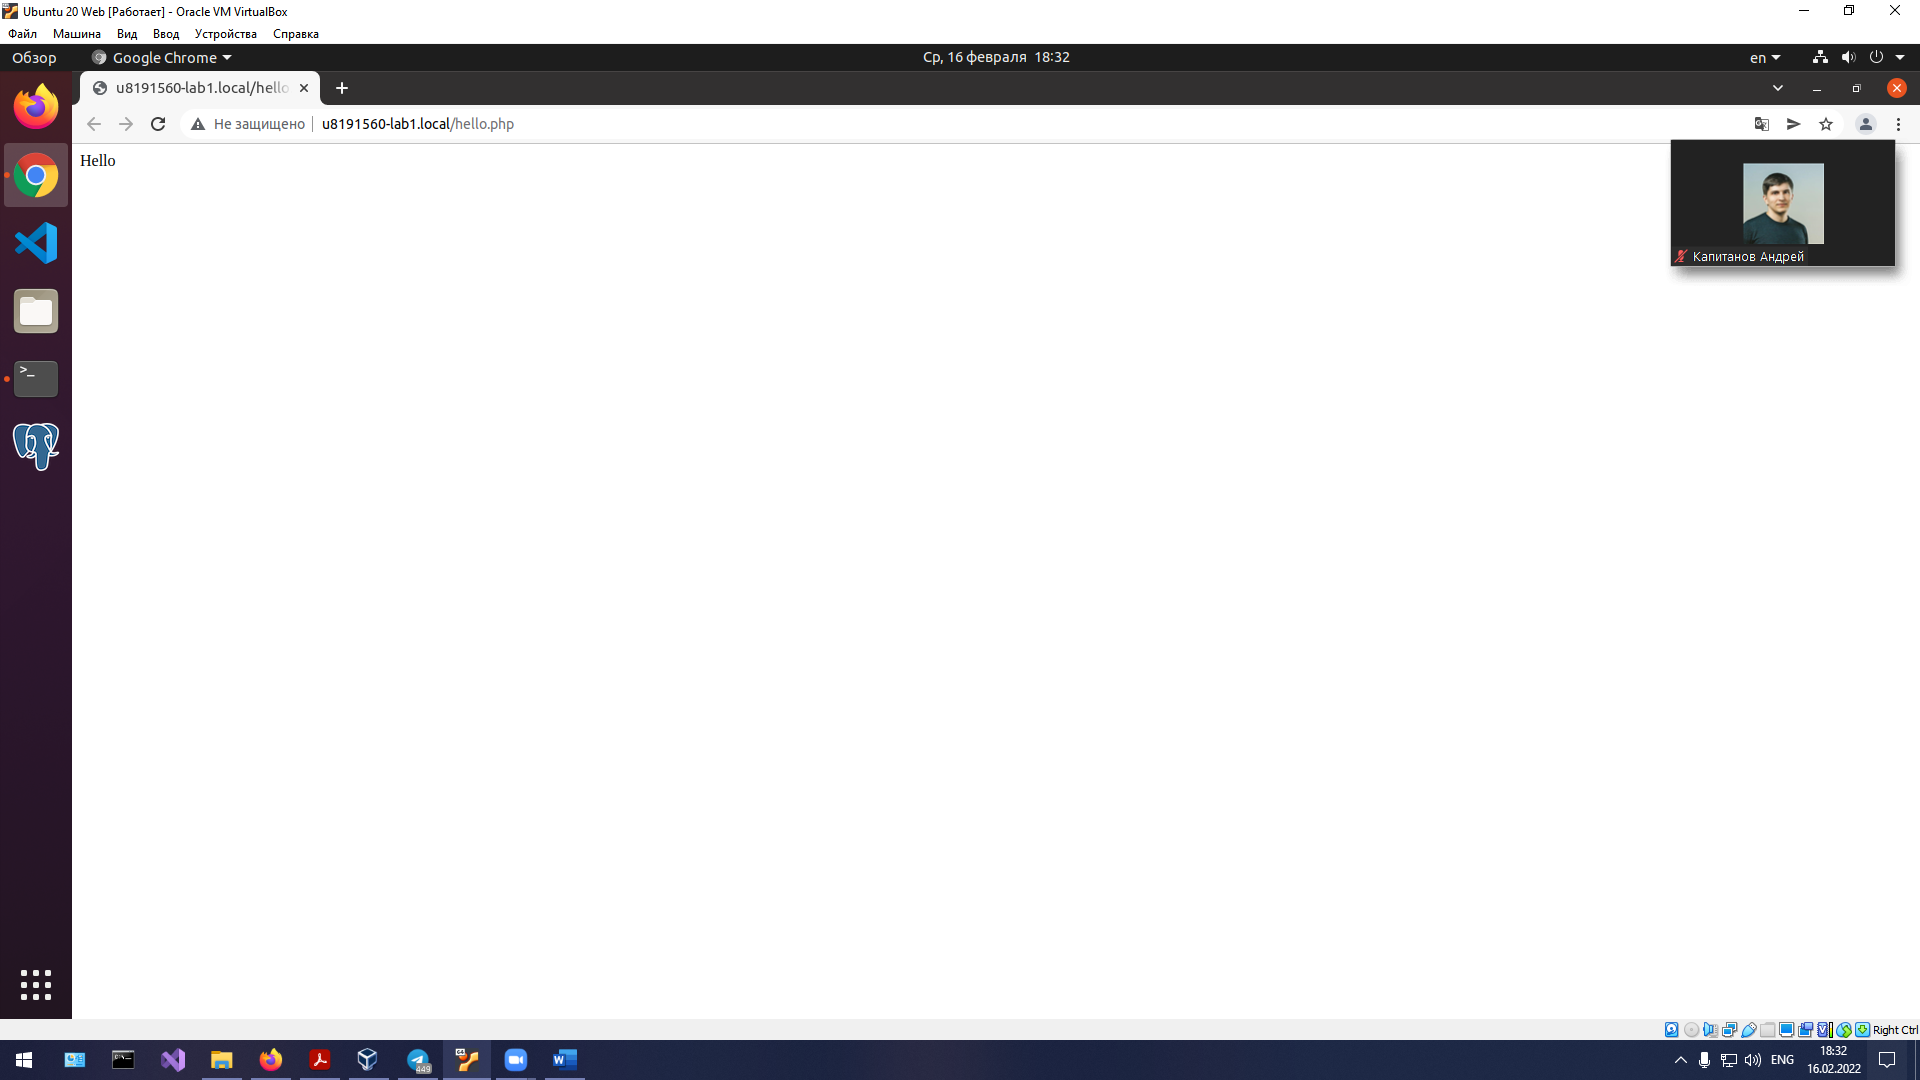 Ubuntu 20 Web [Работает] - Oracle VM VirtualBox
Файл Машина Вид Ввод Устройства Справка
Обзор Google Chrome Ср, 16 февраля 18:32 en
u8191560-lab1.local/hello
Не защищено u8191560-lab1.local/hello.php
Hello
Капитанов Андрей
>_
Right Ctrl
449
64
W
ENG
18:32
16.02.2022